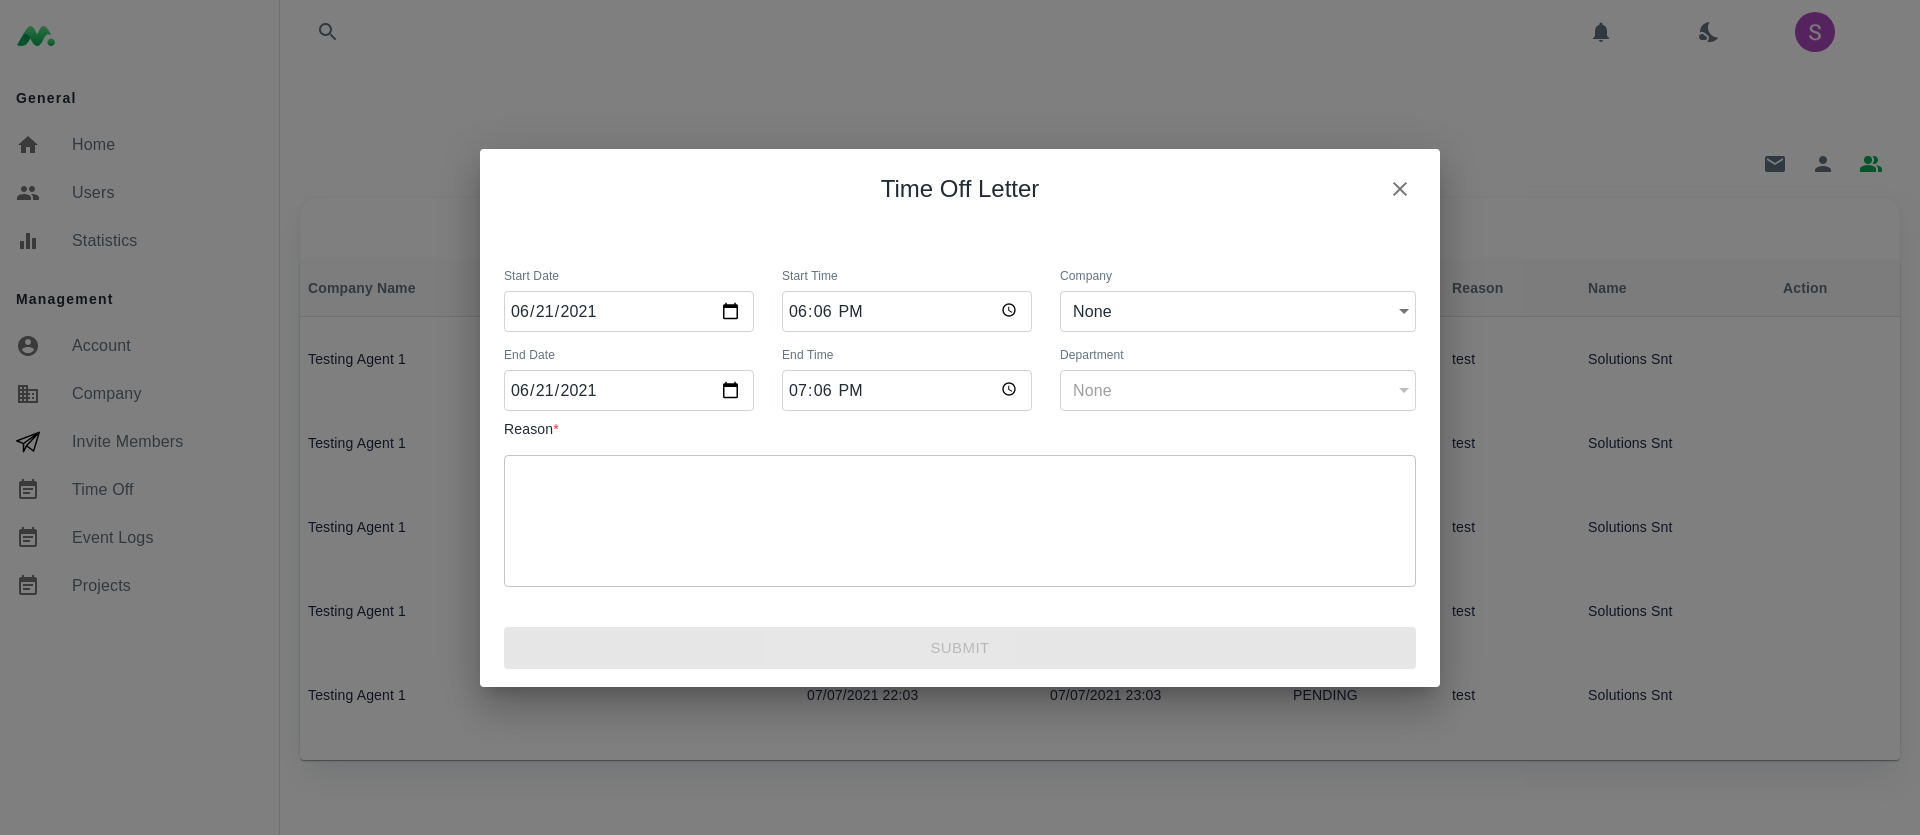 S
General
Home
Users
Statistics
Management
Account
Company
Invite Members
Time Off
Event Logs
Projects
Time Off Letter
Start Date
Start Time
Company
06/21/2021
06:06 PM
None
End Date
End Time
Department
06/21/2021
07:06 PM
None
Reason*
SUBMIT
Company Name
Reason
Name
Action
Testing Agent 1
test
Solutions Snt
Testing Agent 1
test
Solutions Snt
Testing Agent 1
test
Solutions Snt
Testing Agent 1
test
Solutions Snt
Testing Agent 1
07/07/2021 22:03
07/07/2021 23:03
PENDING
test
Solutions Snt